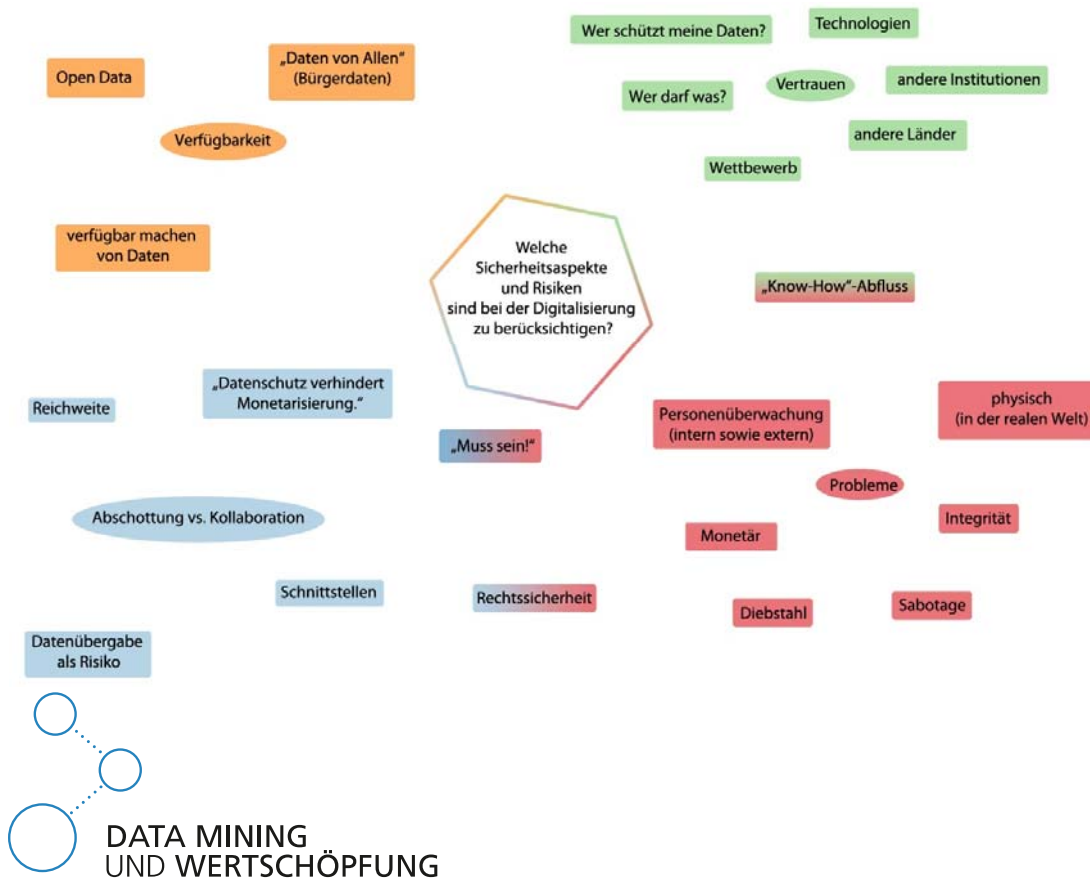 Wer schützt meine Daten?
Technologien
„Daten von Allen"
(Bürgerdaten)
Open Data
Vertrauen
andere Institutionen
Wer darf was?
Verfügbarkeit
andere Länder
Wettbewerb
verfügbar machen
von Daten
Welche
Sicherheitsaspekte
und Risiken
sind bei der Digitalisierung
zu berücksichtigen?
„Know-How"-Abfluss
„Datenschutz verhindert
Monetarisierung."
Reichweite
Personenüberwachung
(intern sowie extern)
physisch
(in der realen Welt)
„Muss sein!"
Probleme
Abschottung vs. Kollaboration
Integrität
Monetär
Schnittstellen
Rechtssicherheit
Diebstahl
Sabotage
Datenübergabe
als Risiko
DATA MINING
UND WERTSCHÖPFUNG